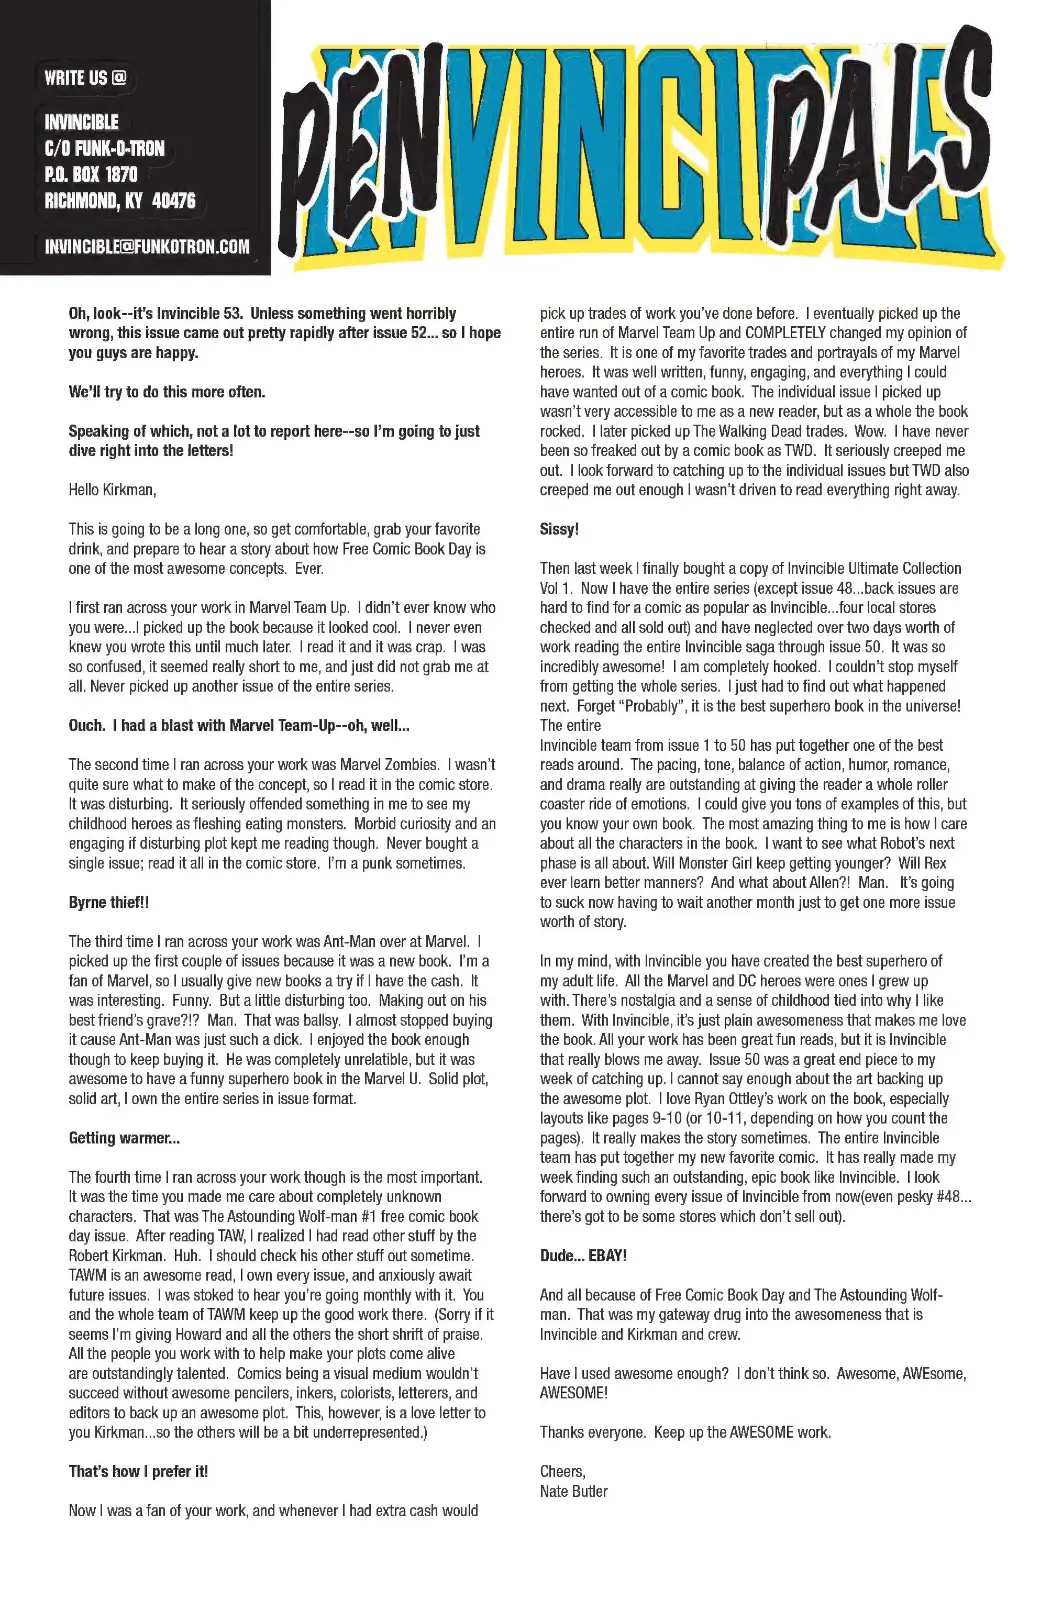 WRITE US @
INVINCIBLE
C/O FUNK-O-TRON
P.O. BOX 1870
RICHMOND, KY 40476
INVINCIBLE@FUNKOTRON.COM
INVINCIBLE
PEN PALS
Oh, look--it's Invincible 53. Unless something went horribly
wrong, this issue came out pretty rapidly after issue 52... so I hope
you guys are happy.
We'll try to do this more often.
Speaking of which, not a lot to report here--so I'm going to just
dive right into the letters!
Hello Kirkman,
This is going to be a long one, so get comfortable, grab your favorite
drink, and prepare to hear a story about how Free Comic Book Day is
one of the most awesome concepts. Ever.
I first ran across your work in Marvel Team Up. I didn't ever know who
you were...I picked up the book because it looked cool. I never even
knew you wrote this until much later. I read it and it was crap. I was
so confused, it seemed really short to me, and just did not grab me at
all. Never picked up another issue of the entire series.
Ouch. I had a blast with Marvel Team-Up--oh, well...
The second time I ran across your work was Marvel Zombies. I wasn't
quite sure what to make of the concept, so I read it in the comic store.
It was disturbing. It seriously offended something in me to see my
childhood heroes as fleshing eating monsters. Morbid curiosity and an
engaging if disturbing plot kept me reading though. Never bought a
single issue; read it all in the comic store. I'm a punk sometimes.
Byrne thief!!
The third time I ran across your work was Ant-Man over at Marvel. I
picked up the first couple of issues because it was a new book. I'm a
fan of Marvel, so I usually give new books a try if I have the cash. It
was interesting. Funny. But a little disturbing too. Making out on his
best friend's grave?!? Man. That was ballsy. I almost stopped buying
it cause Ant-Man was just such a dick. I enjoyed the book enough
though to keep buying it. He was completely unrelatible, but it was
awesome to have a funny superhero book in the Marvel U. Solid plot,
solid art, I own the entire series in issue format.
Getting warmer...
The fourth time I ran across your work though is the most important.
It was the time you made me care about completely unknown
characters. That was The Astounding Wolf-man #1 free comic book
day issue. After reading TAW, I realized I had read other stuff by the
Robert Kirkman. Huh. I should check his other stuff out sometime.
TAWM is an awesome read, I own every issue, and anxiously await
future issues. I was stoked to hear you're going monthly with it. You
and the whole team of TAWM keep up the good work there. (Sorry if it
seems I'm giving Howard and all the others the short shrift of praise.
All the people you work with to help make your plots come alive
are outstandingly talented. Comics being a visual medium wouldn't
succeed without awesome pencilers, inkers, colorists, letterers, and
editors to back up an awesome plot. This, however, is a love letter to
you Kirkman...so the others will be a bit underrepresented.)
That's how I prefer it!
Now I was a fan of your work, and whenever I had extra cash would
pick up trades of work you've done before. I eventually picked up the
entire run of Marvel Team Up and COMPLETELY changed my opinion of
the series. It is one of my favorite trades and portrayals of my Marvel
heroes. It was well written, funny, engaging, and everything I could
have wanted out of a comic book. The individual issue I picked up
wasn't very accessible to me as a new reader, but as a whole the book
rocked. I later picked up The Walking Dead trades. Wow. I have never
been so freaked out by a comic book as TWD. It seriously creeped me
out. I look forward to catching up to the individual issues but TWD also
creeped me out enough I wasn't driven to read everything right away.
Sissy!
Then last week I finally bought a copy of Invincible Ultimate Collection
Vol 1. Now I have the entire series (except issue 48...back issues are
hard to find for a comic as popular as Invincible...four local stores
checked and all sold out) and have neglected over two days worth of
work reading the entire Invincible saga through issue 50. It was so
incredibly awesome! I am completely hooked. I couldn't stop myself
from getting the whole series. I just had to find out what happened
next. Forget "Probably", it is the best superhero book in the universe!
The entire
Invincible team from issue 1 to 50 has put together one of the best
reads around. The pacing, tone, balance of action, humor, romance,
and drama really are outstanding at giving the reader a whole roller
coaster ride of emotions. I could give you tons of examples of this, but
you know your own book. The most amazing thing to me is how I care
about all the characters in the book. I want to see what Robot's next
phase is all about. Will Monster Girl keep getting younger? Will Rex
ever learn better manners? And what about Allen?! Man. It's going
to suck now having to wait another month just to get one more issue
worth of story.
In my mind, with Invincible you have created the best superhero of
my adult life. All the Marvel and DC heroes were ones I grew up
with. There's nostalgia and a sense of childhood tied into why I like
them. With Invincible, it's just plain awesomeness that makes me love
the book. All your work has been great fun reads, but it is Invincible
that really blows me away. Issue 50 was a great end piece to my
week of catching up. I cannot say enough about the art backing up
the awesome plot. I love Ryan Ottley's work on the book, especially
layouts like pages 9-10 (or 10-11, depending on how you count the
pages). It really makes the story sometimes. The entire Invincible
team has put together my new favorite comic. It has really made my
week finding such an outstanding, epic book like Invincible. I look
forward to owning every issue of Invincible from now(even pesky #48...
there's got to be some stores which don't sell out).
Dude... EBAY!
And all because of Free Comic Book Day and The Astounding Wolf-
man. That was my gateway drug into the awesomeness that is
Invincible and Kirkman and crew.
Have I used awesome enough? I don't think so. Awesome, AWEsome,
AWESOME!
Thanks everyone. Keep up the AWESOME work.
Cheers,
Nate Butler